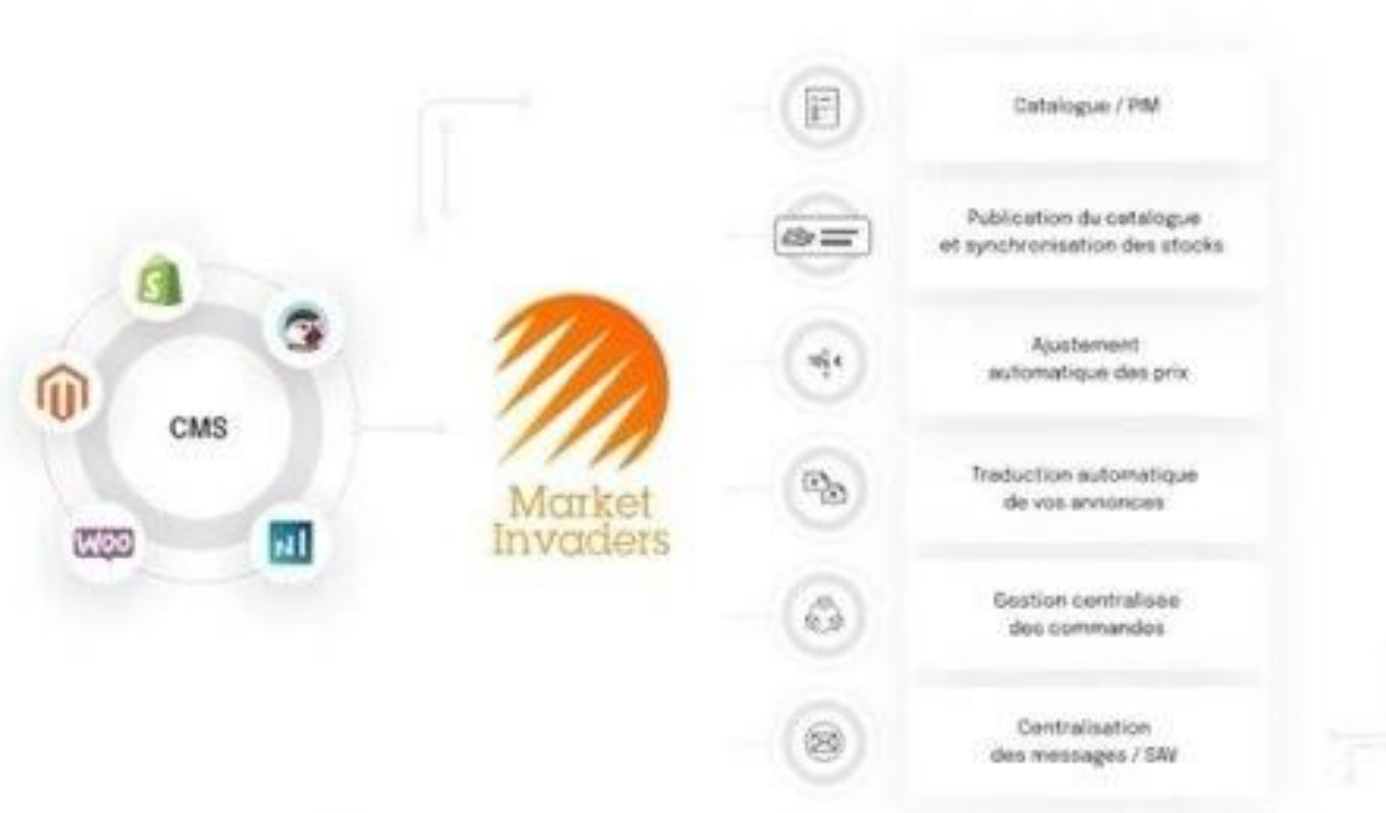 CMS
WOO
Market
Invaders
Catalogue / PIM
Publication du catalogue
et synchronisation des stocks
Ajustement
automatique des prix
Traduction automatique
de vos annonces
Gestion centralisée
des commandes
Centralisation
des messages / SAV